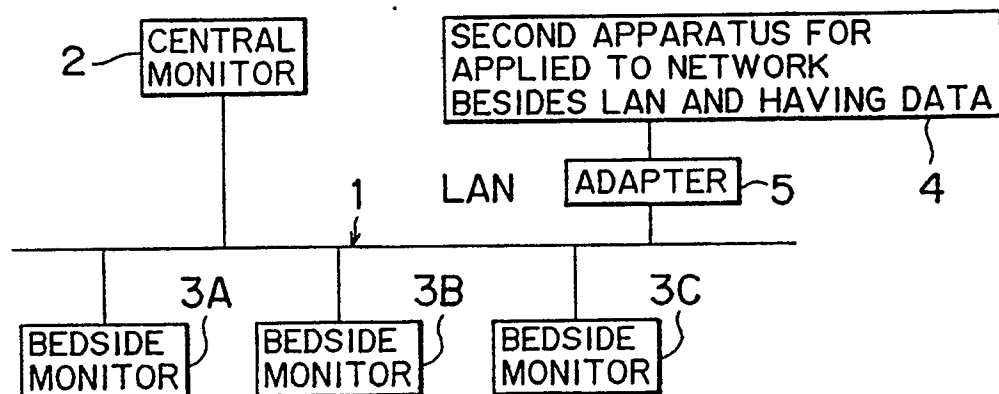 2
CENTRAL
MONITOR
SECOND APPARATUS FOR
APPLIED TO NETWORK
BESIDES LAN AND HAVING DATA
4
1
LAN
ADAPTER
5
3A
BEDSIDE
MONITOR
3B
BEDSIDE
MONITOR
3C
BEDSIDE
MONITOR